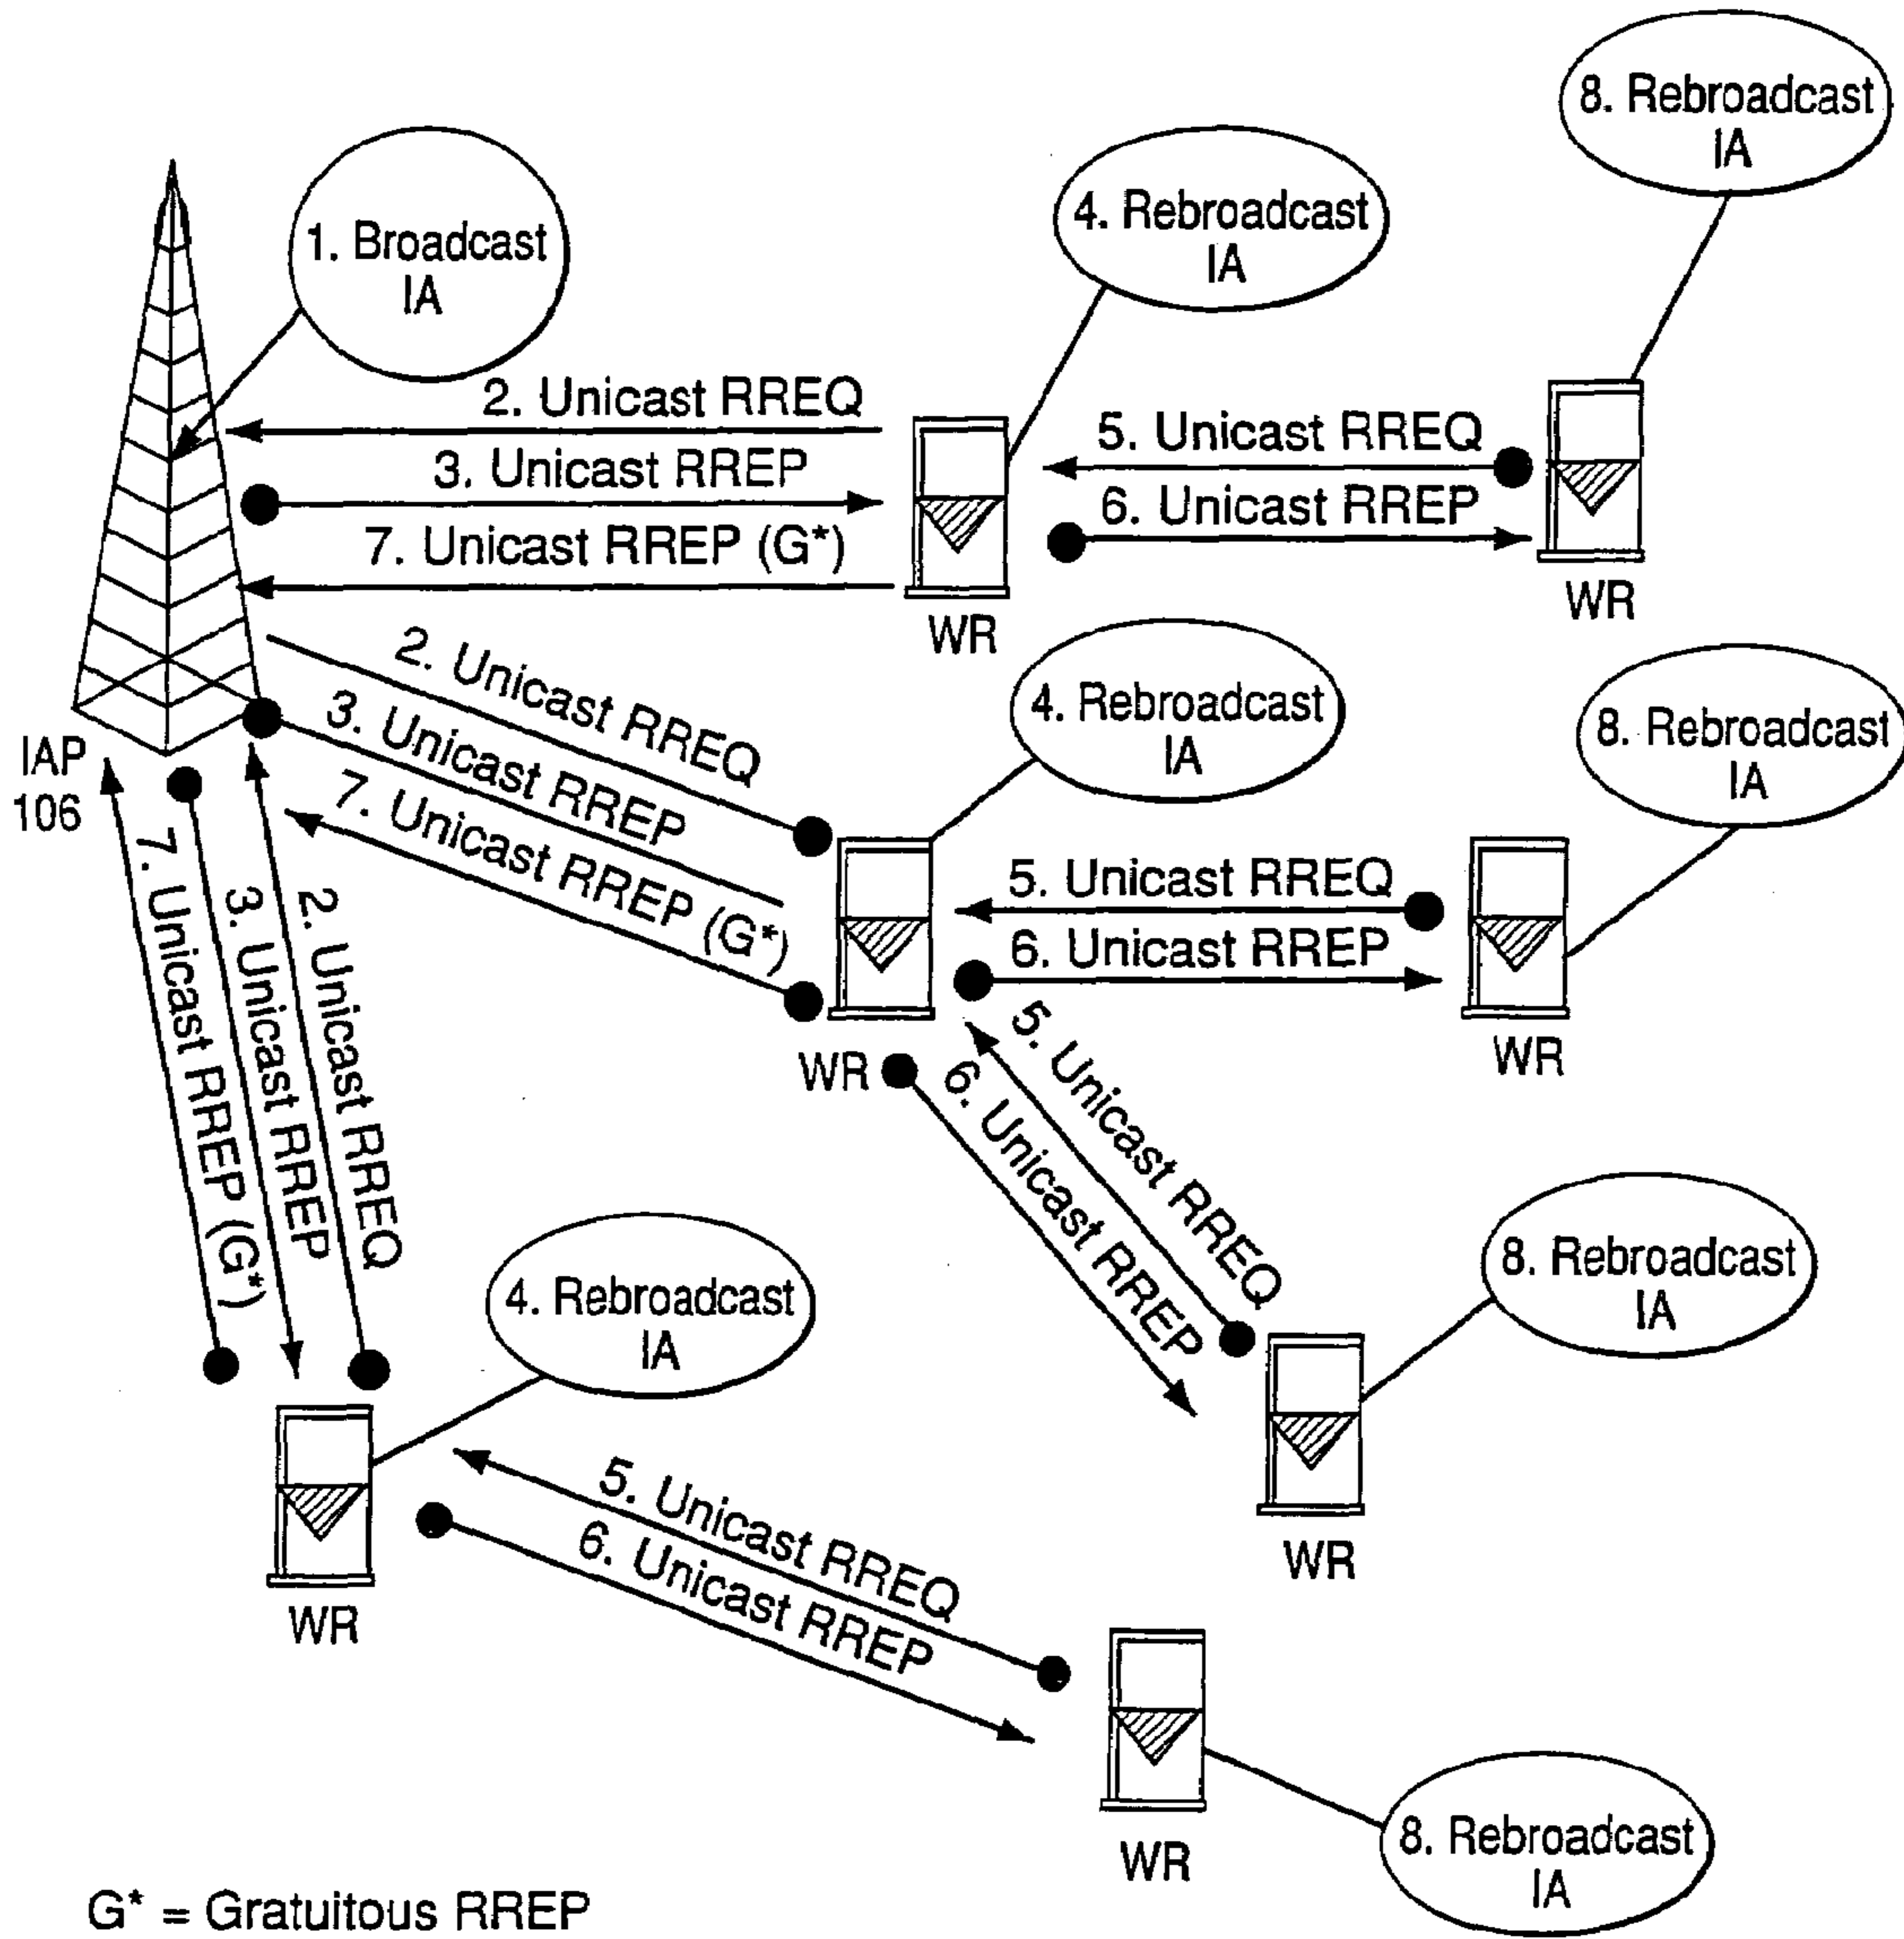 8. Rebroadcast
IA
4. Rebroadcast
IA
1. Broadcast
IA
2. Unicast RREQ
3. Unicast RREP
7. Unicast RREP (G*)
WR
5. Unicast RREQ
6. Unicast RREP
WR
2. Unicast RREQ
3. Unicast RREP
7. Unicast RREP (G*)
4. Rebroadcast
IA
8. Rebroadcast
IA
IAP
106
5. Unicast RREQ
6. Unicast RREP
WR
WR
5. Unicast RREQ
6. Unicast RREP
7. Unicast RREP (G*)
3. Unicast RREP
2. Unicast RREQ
4. Rebroadcast
IA
8. Rebroadcast
IA
WR
WR
5. Unicast RREQ
6. Unicast RREP
WR
8. Rebroadcast
IA
G* = Gratuitous RREP